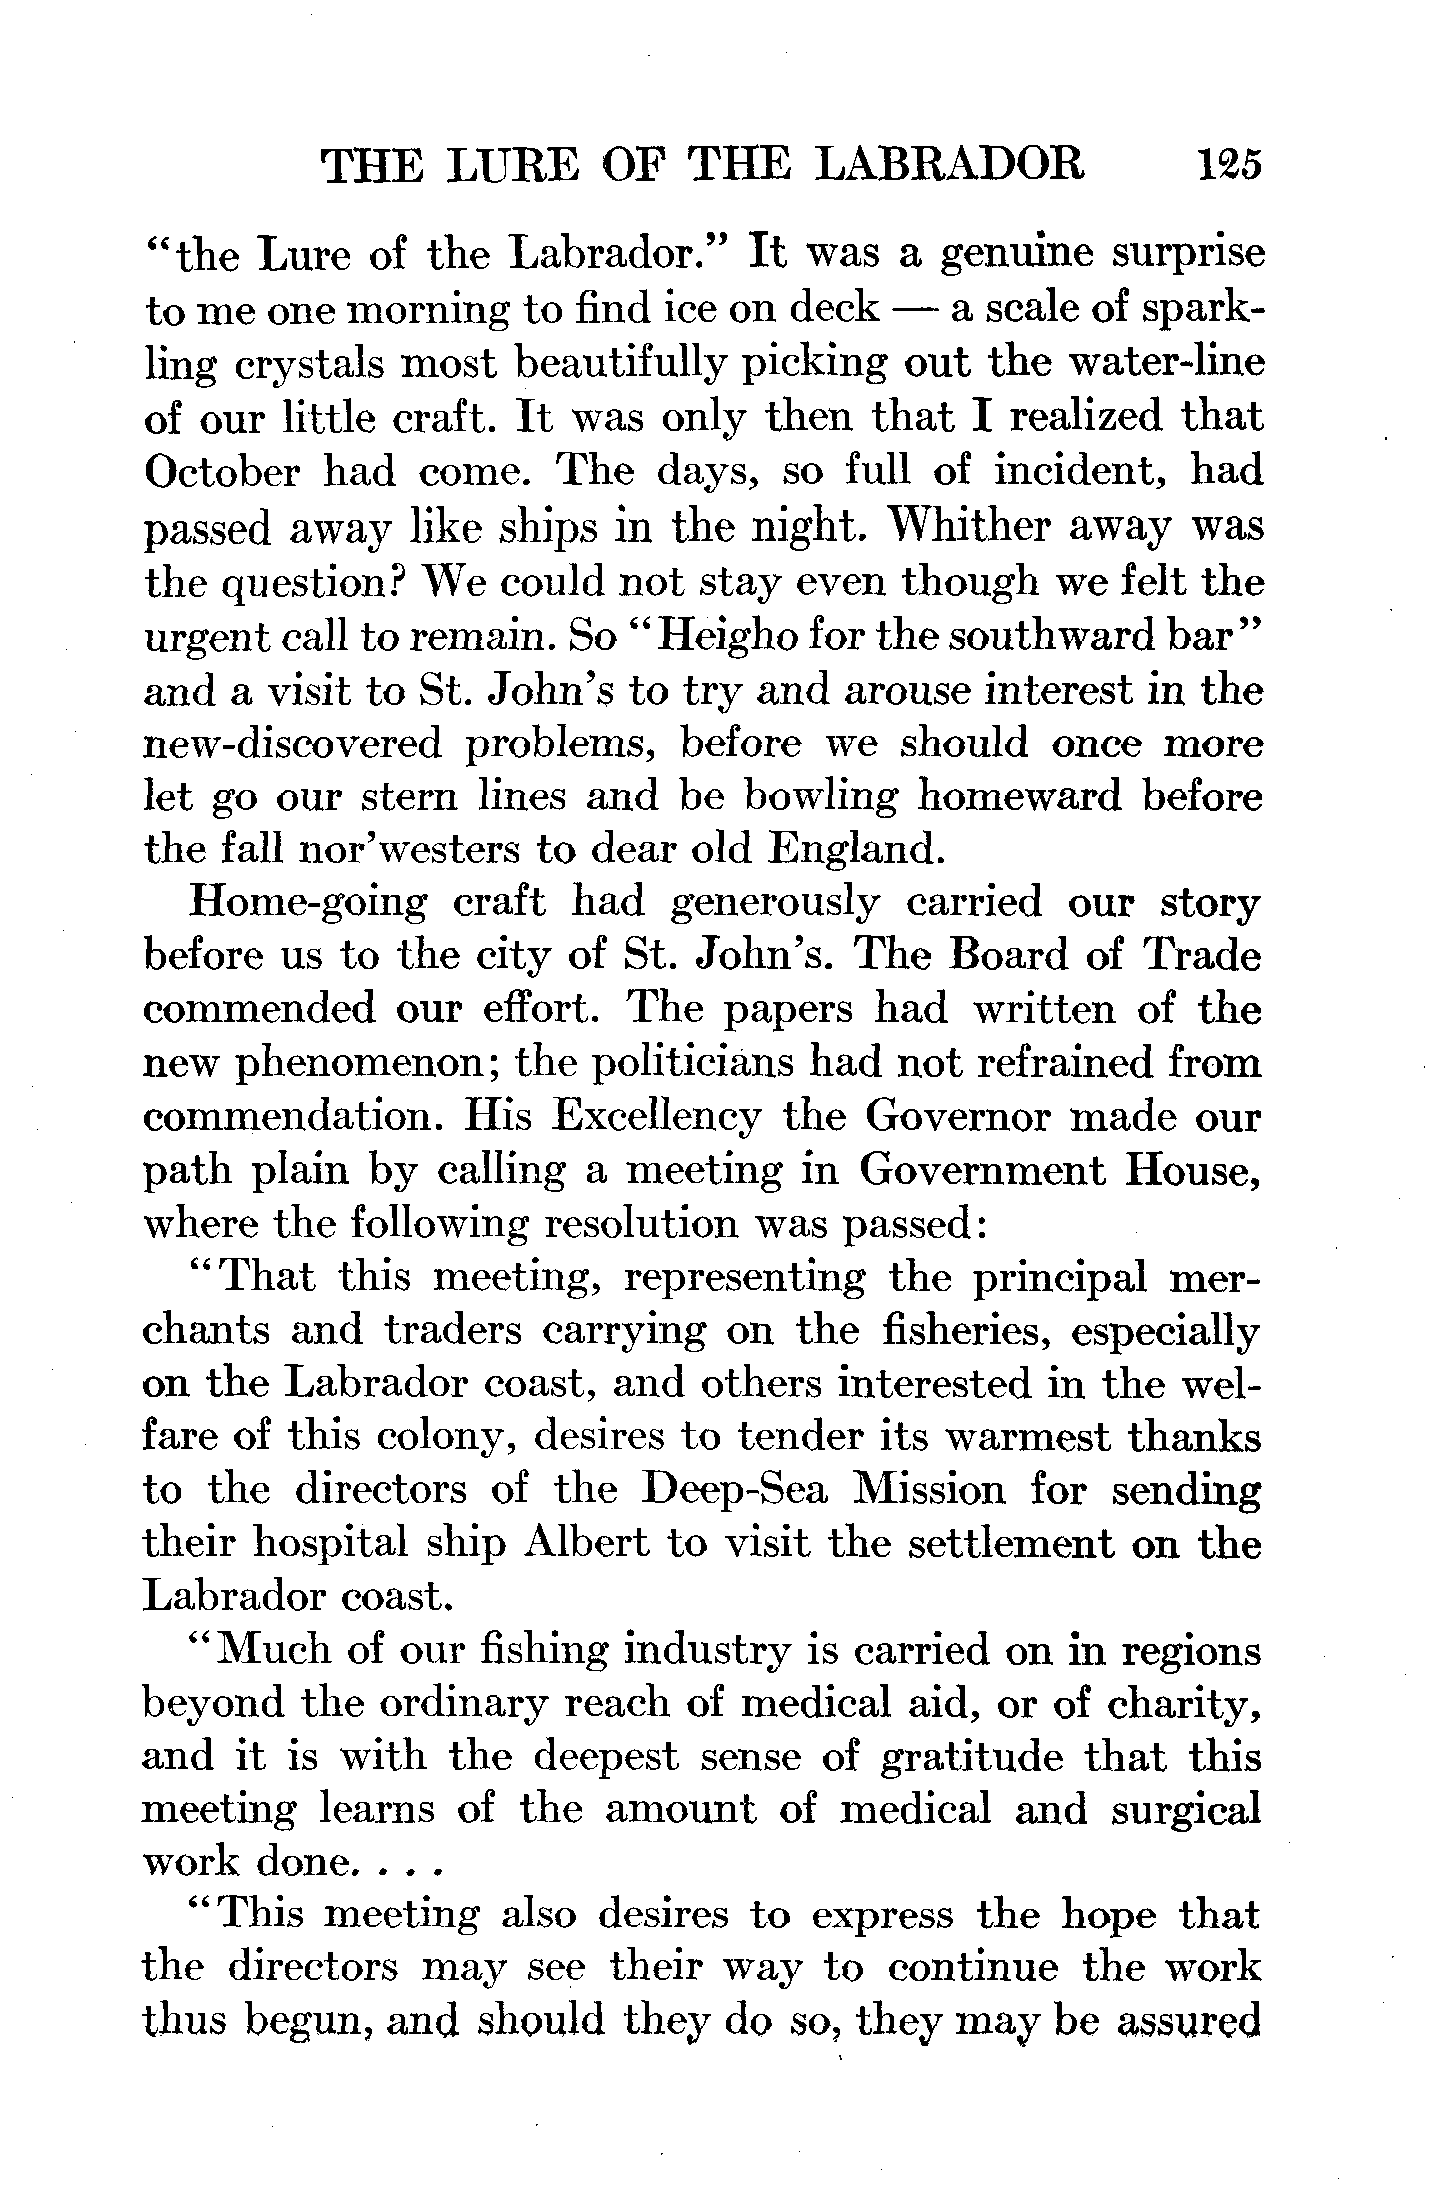 THE LURE OF THE LABRADOR 125
“the Lure of the Labrador.” It was a genuine surprise
to me one morning to find ice on deck — a scale of spark-
ling crystals most beautifully picking out the water-line
of our little craft. It was only then that I realized that
October had come. The days, so full of incident, had
passed away like ships in the night. Whither away was
the question? We could not stay even though we felt the
urgent call to remain. So “Heigho for the southward bar”
and a visit to St. John’s to try and arouse interest in the
new-discovered problems, before we should once more
let go our stern lines and be bowling homeward before
the fall nor’westers to dear old England.
Home-going craft had generously carried our story
before us to the city of St. John’s. The Board of Trade
commended our effort. The papers had written of the
new phenomenon; the politicians had not refrained from
commendation. His Excellency the Governor made our
path plain by calling a meeting in Government House,
where the following resolution was passed:
“That this meeting, representing the principal mer-
chants and traders carrying on the fisheries, especially
on the Labrador coast, and others interested in the wel-
fare of this colony, desires to tender its warmest thanks
to the directors of the Deep-Sea Mission for sending
their hospital ship Albert to visit the settlement on the
Labrador coast.
“Much of our fishing industry is carried on in regions
beyond the ordinary reach of medical aid, or of charity,
and it is with the deepest sense of gratitude that this
meeting learns of the amount of medical and surgical
work done. . . .
“This meeting also desires to express the hope that
the directors may see their way to continue the work
thus begun, and should they do so, they may be assured